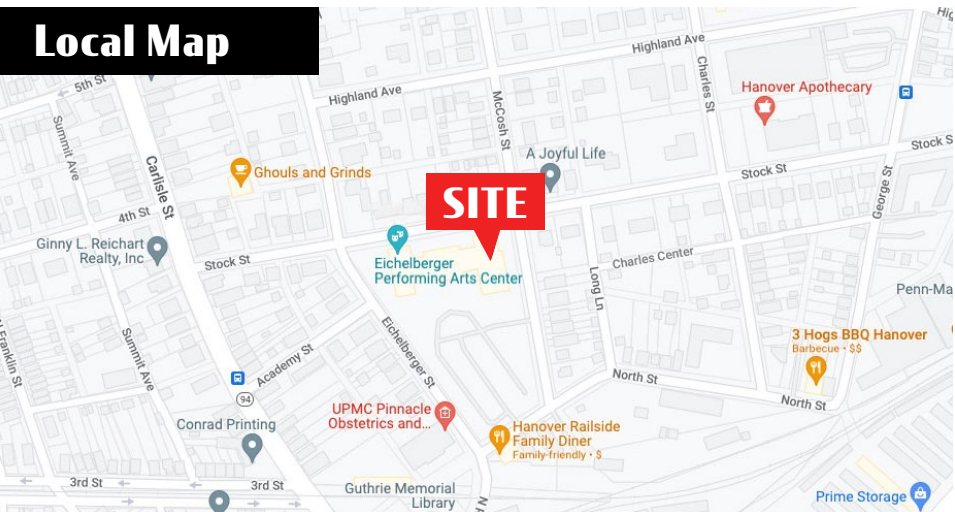 Local Map
Hig
Highland Ave
5th St
Highland Ave
Charles St
Hanover Apothecary
McCosh St
Summit Ave
Carlisle St
A Joyful Life
Stock S
Ghouls and Grinds
Stock St
George St
SITE
4th St
Ginny L. Reichart
Realty, Inc
Stock St
Eichelberger
Performing Arts Center
Charles Center
Long Ln
Penn-Ma
Franklin St
Summit Ave
Eichelberger St
3 Hogs BBQ Hanover
Barbecue • $$
Academy St
North St
94
North St
UPMC Pinnacle
Obstetrics and...
Conrad Printing
Hanover Railside
Family Diner
Family-friendly • $
3rd St
3rd St
Guthrie Memorial
Library
N
Prime Storage